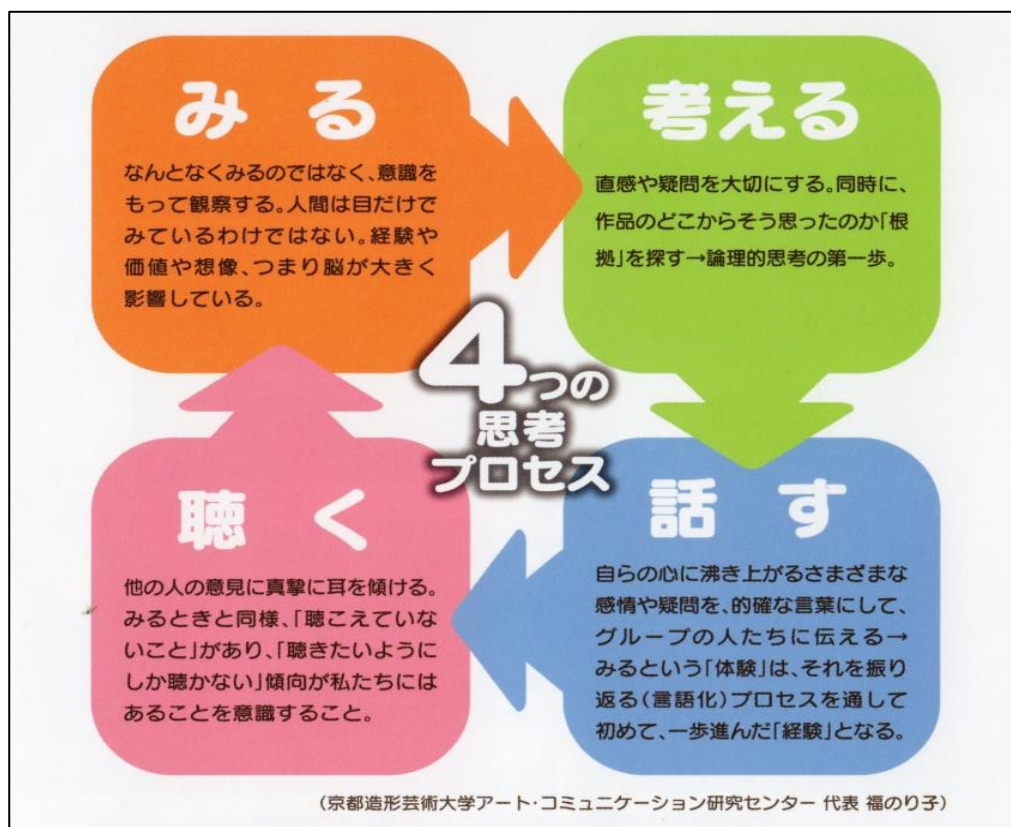 みる
なんとなくみるのではなく、意識を
もって観察する。人間は目だけで
みているわけではない。経験や
価値や想像、つまり脳が大きく
影響している。
考える
直感や疑問を大切にする。同時に、
作品のどこからそう思ったのか「根
拠」を探す→論理的思考の第一歩。
4つの
思考
プロセス
聴く
他の人の意見に真摯に耳を傾ける。
みるときと同様、「聴こえていな
いこと」があり、「聴きたいように
しか聴かない」傾向が私たちには
あることを意識すること。
話す
自らの心に沸き上がるさまざまな
感情や疑問を、的確な言葉にして、
グループの人たちに伝える→
みるという「体験」は、それを振り
返る(言語化)プロセスを通して
初めて、一歩進んだ「経験」となる。
(京都造形芸術大学アート・コミュニケーション研究センター 代表 福のり子)